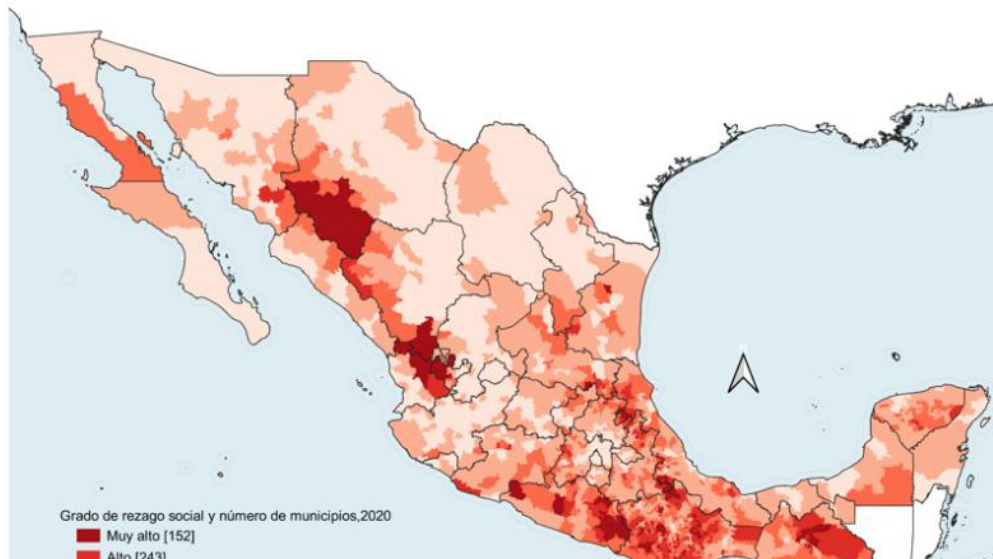 Grado de rezago social y número de municipios,2020
Muy alto [152]
Alto [243]